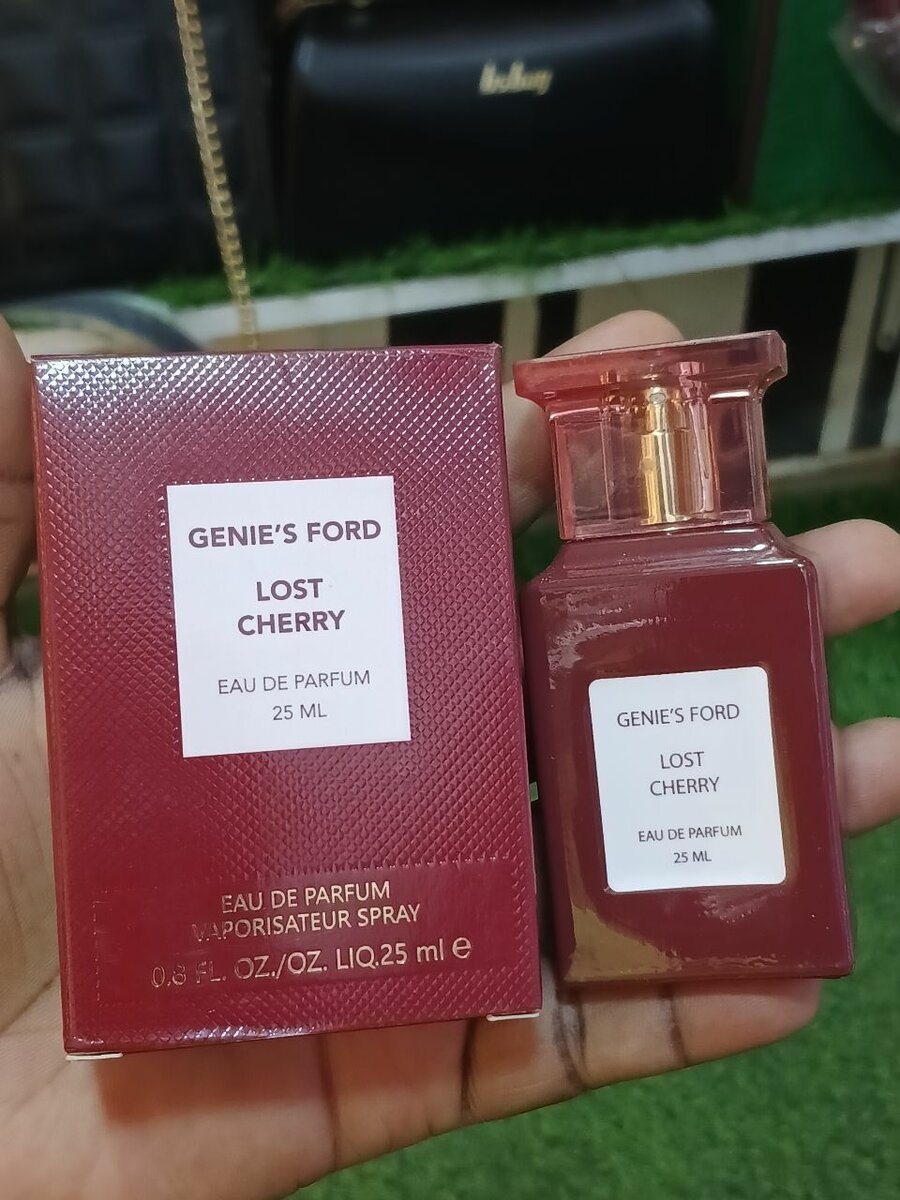 GENIE'S FORD
LOST
CHERRY
EAU DE PARFUM
25 ML
EAU DE PARFUM
VAPORISATEUR SPRAY
0.8 FL. OZ./OZ. LIQ.25 ml ℮
GENIE'S FORD
LOST
CHERRY
EAU DE PARFUM
25 ML